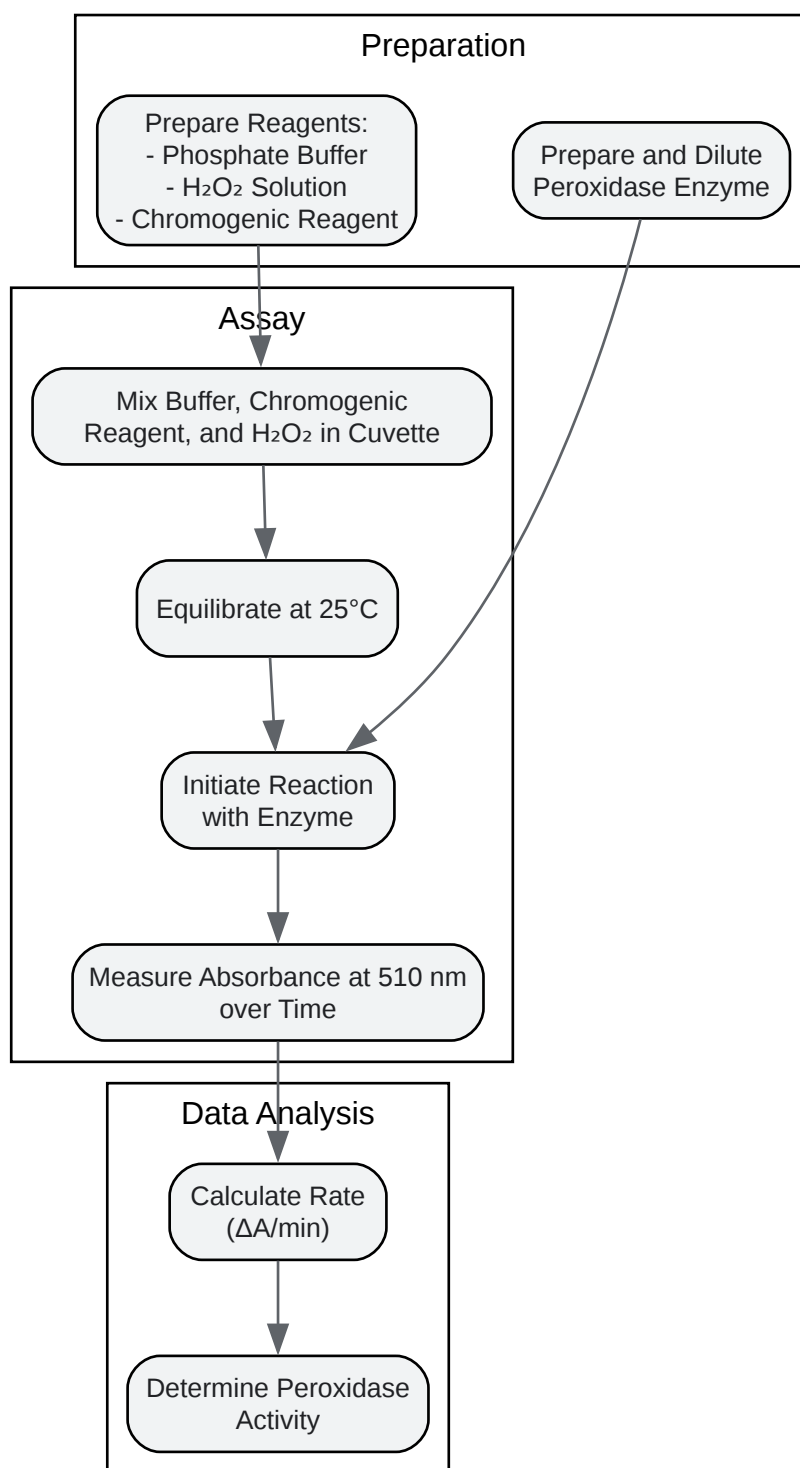 Preparation
Prepare Reagents:
- Phosphate Buffer
- H₂O₂ Solution
- Chromogenic Reagent
Prepare and Dilute
Peroxidase Enzyme
Assay
Mix Buffer, Chromogenic
Reagent, and H₂O₂ in Cuvette
Equilibrate at 25°C
Initiate Reaction
with Enzyme
Measure Absorbance at 510 nm
over Time
Data Analysis
Calculate Rate
(ΔA/min)
Determine Peroxidase
Activity